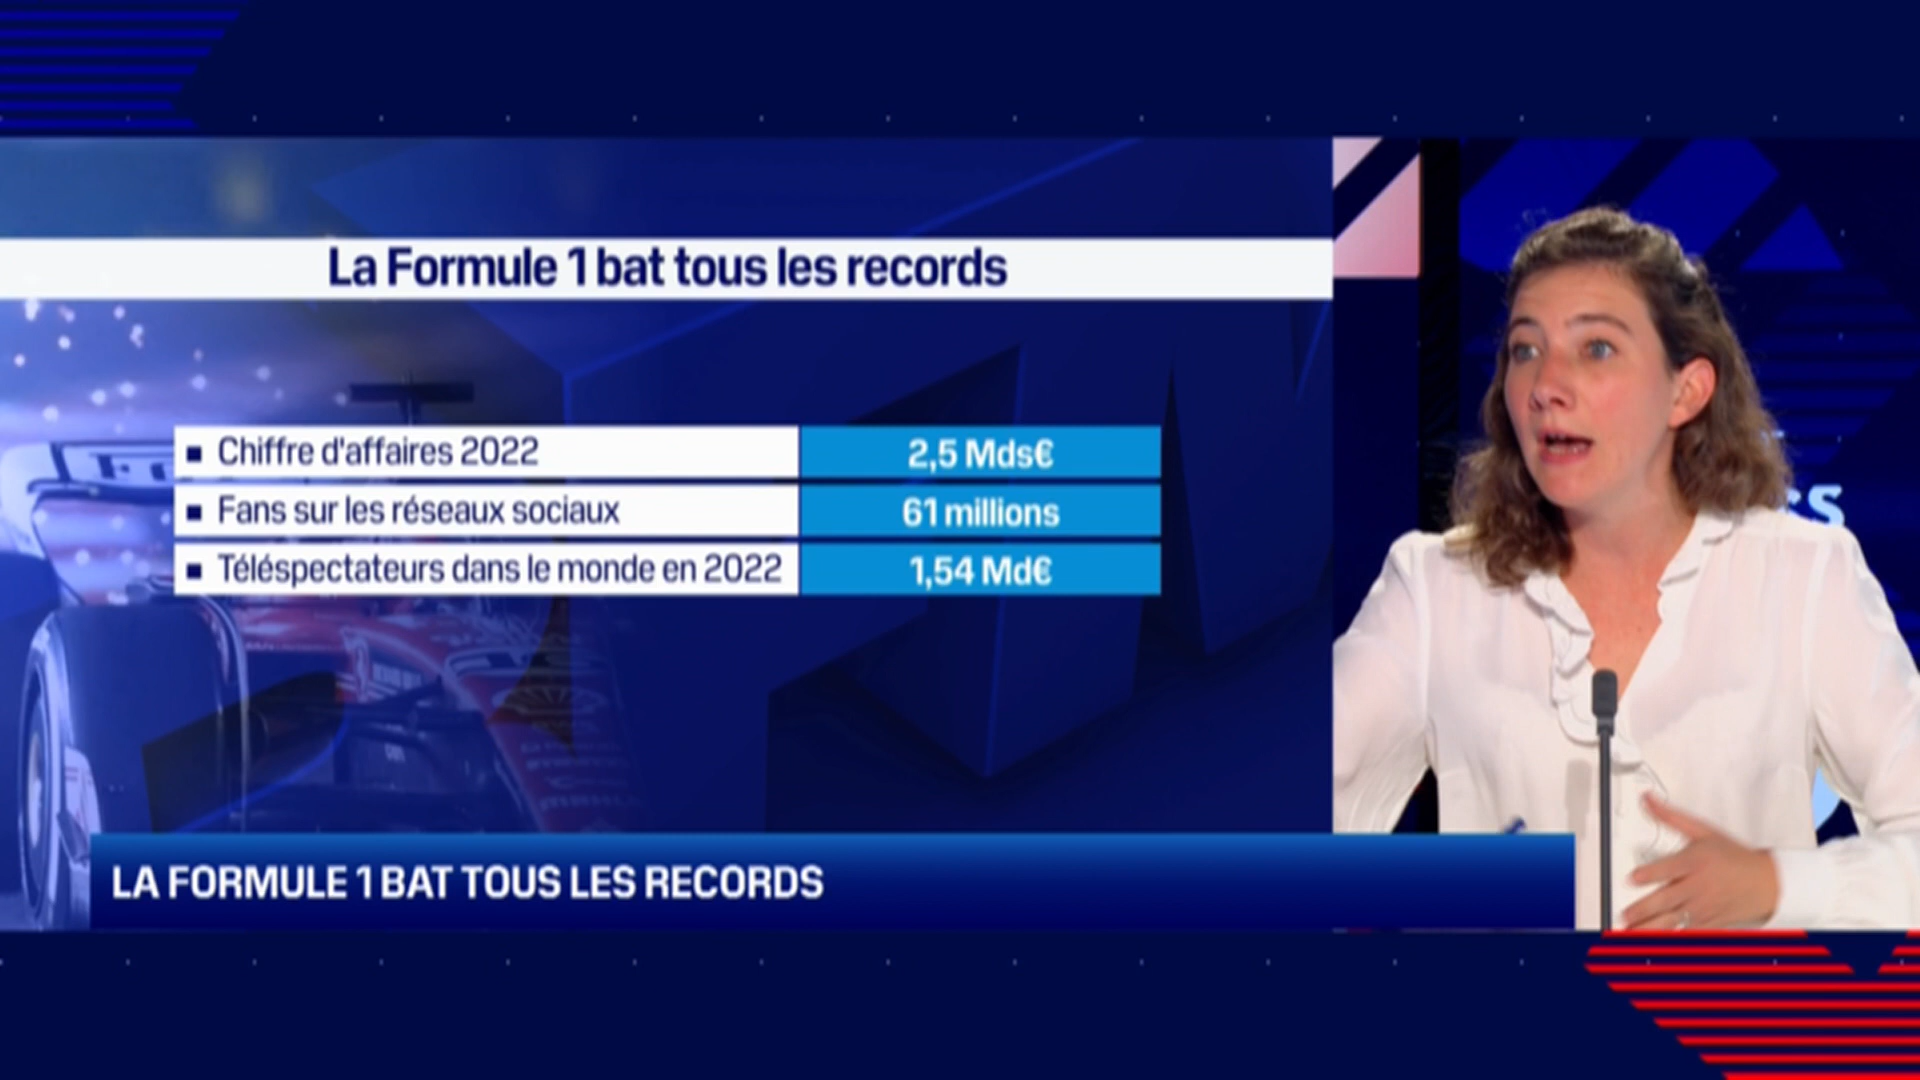 La Formule 1 bat tous les records
▪ Chiffre d'affaires 2022 2,5 Mds€
▪ Fans sur les réseaux sociaux 61 millions
▪ Téléspectateurs dans le monde en 2022 1,54 Md€
LA FORMULE 1 BAT TOUS LES RECORDS